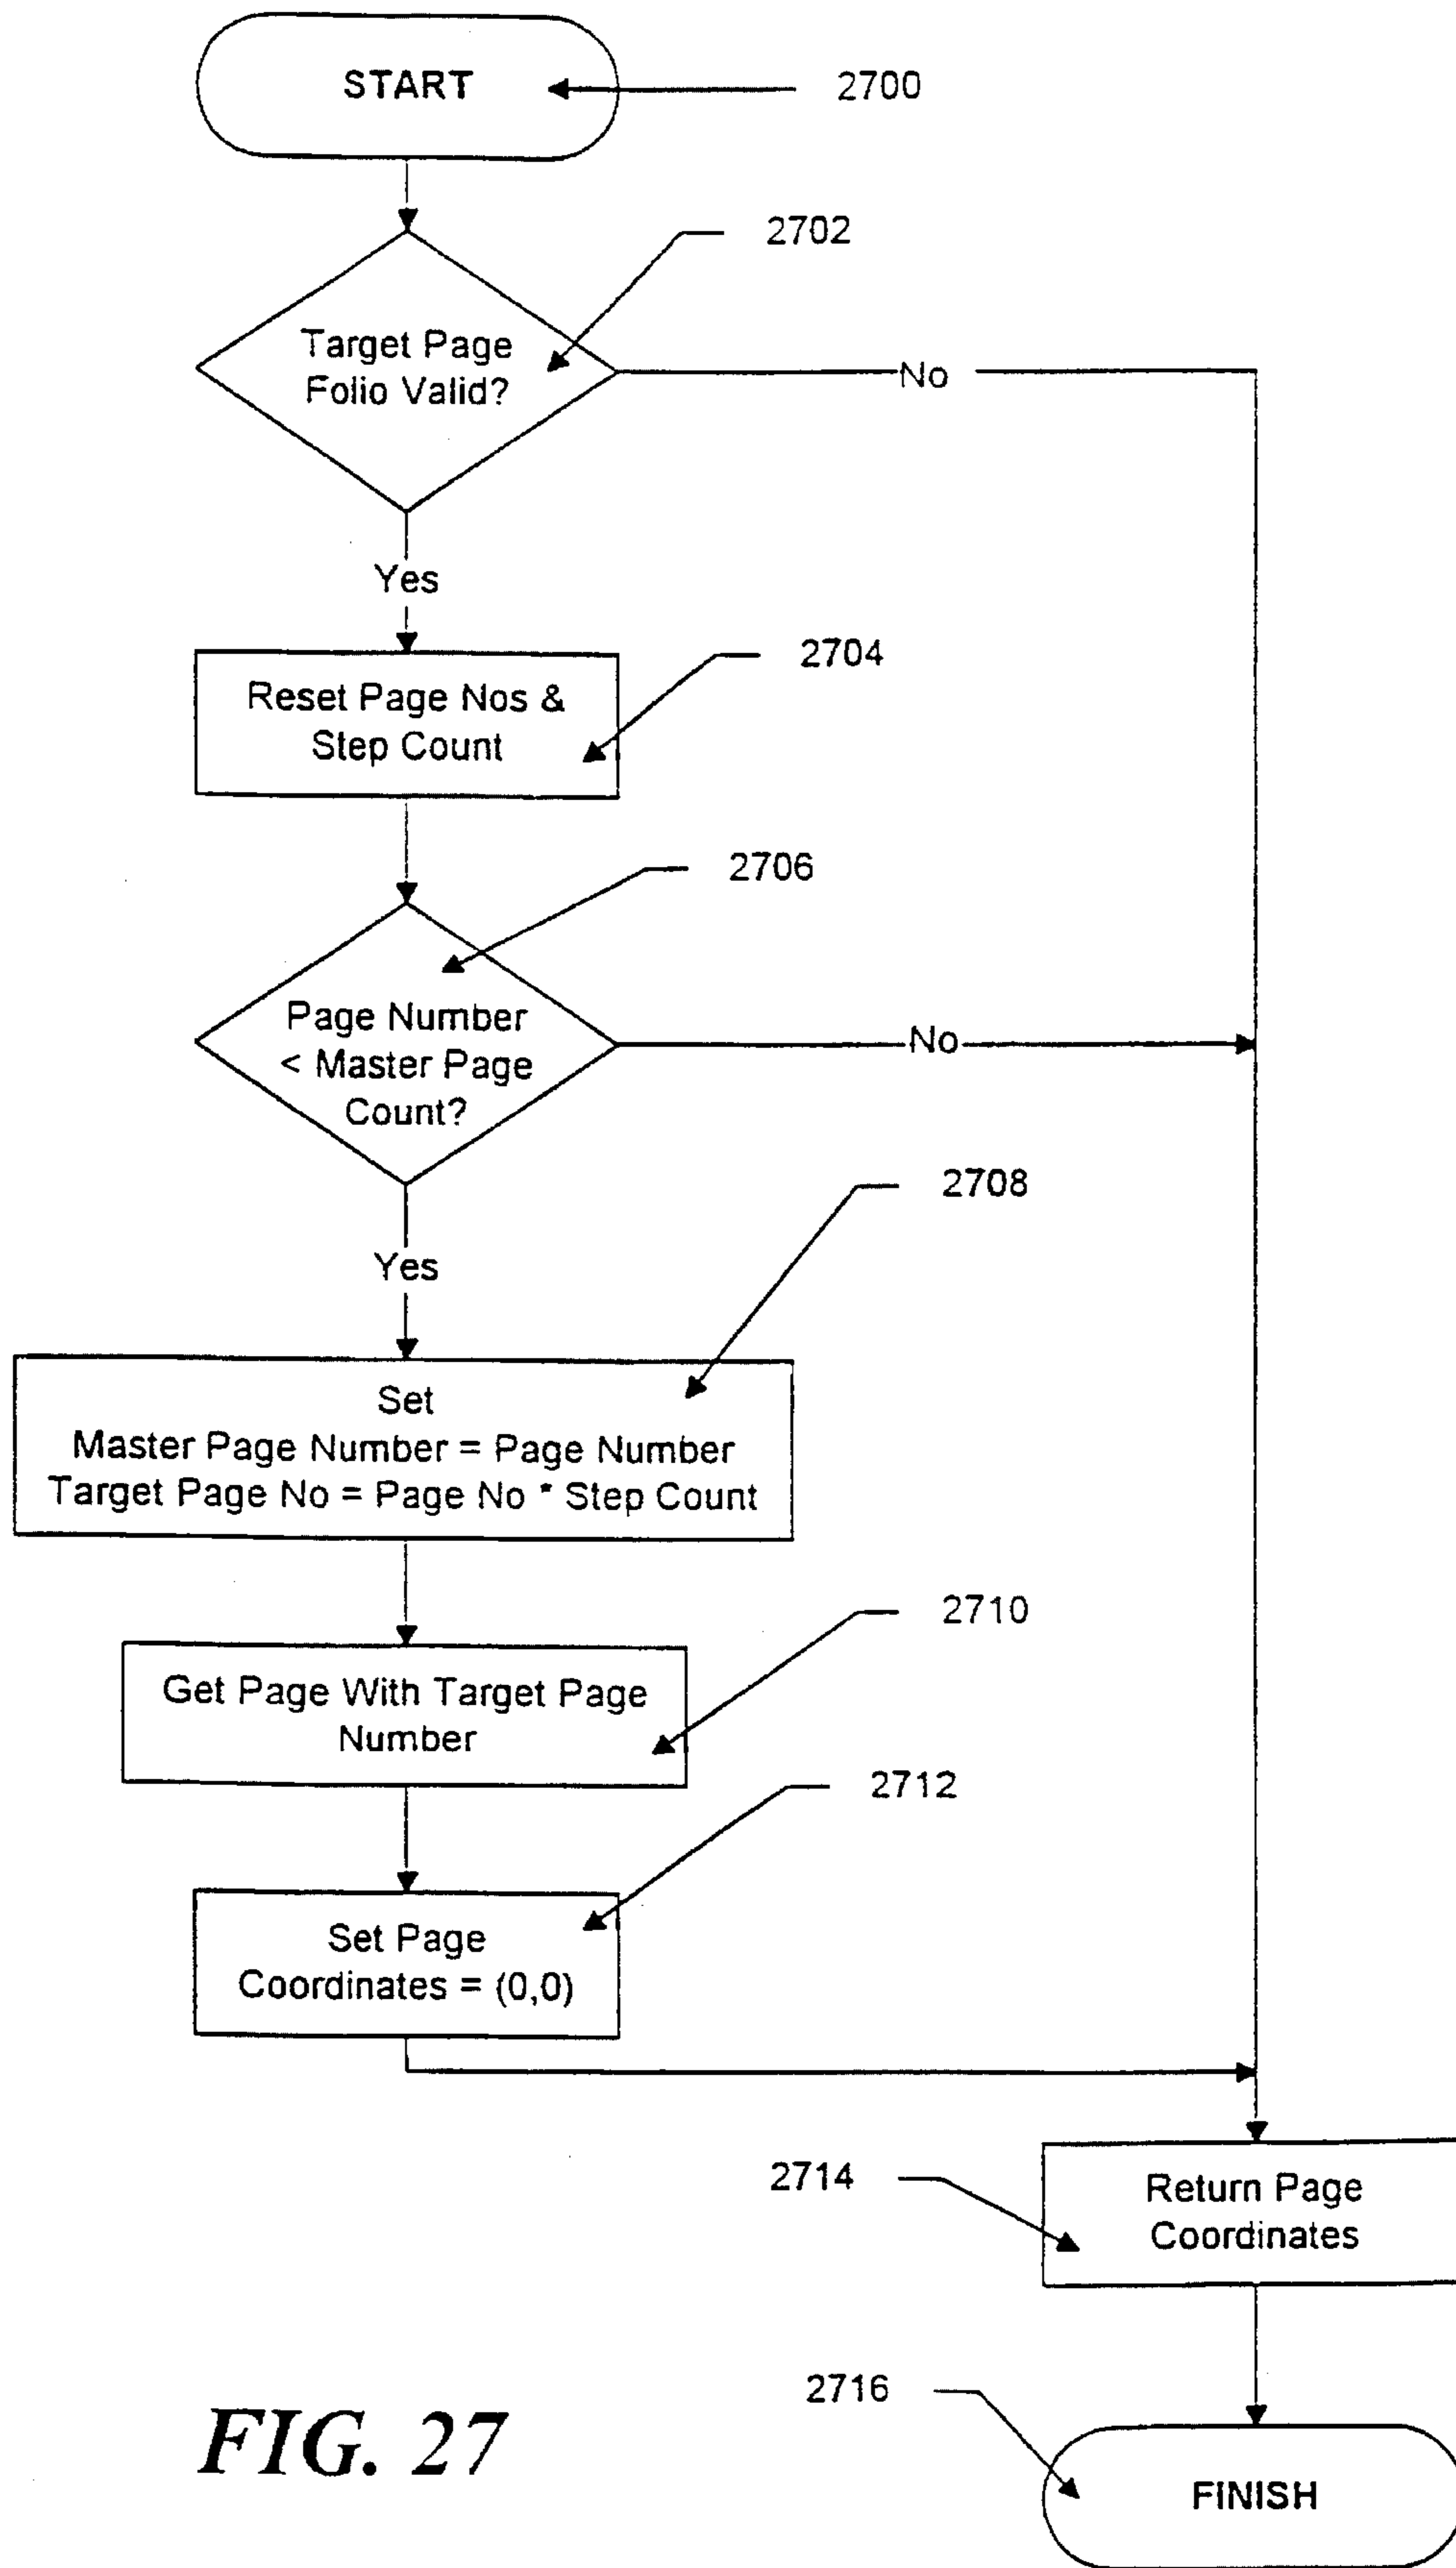 START
2700
2702
Target Page
Folio Valid?
No
Yes
2704
Reset Page Nos &
Step Count
2706
Page Number
< Master Page
Count?
No
2708
Yes
Set
Master Page Number = Page Number
Target Page No = Page No * Step Count
2710
Get Page With Target Page
Number
2712
Set Page
Coordinates = (0,0)
2714
Return Page
Coordinates
2716
FINISH
FIG. 27